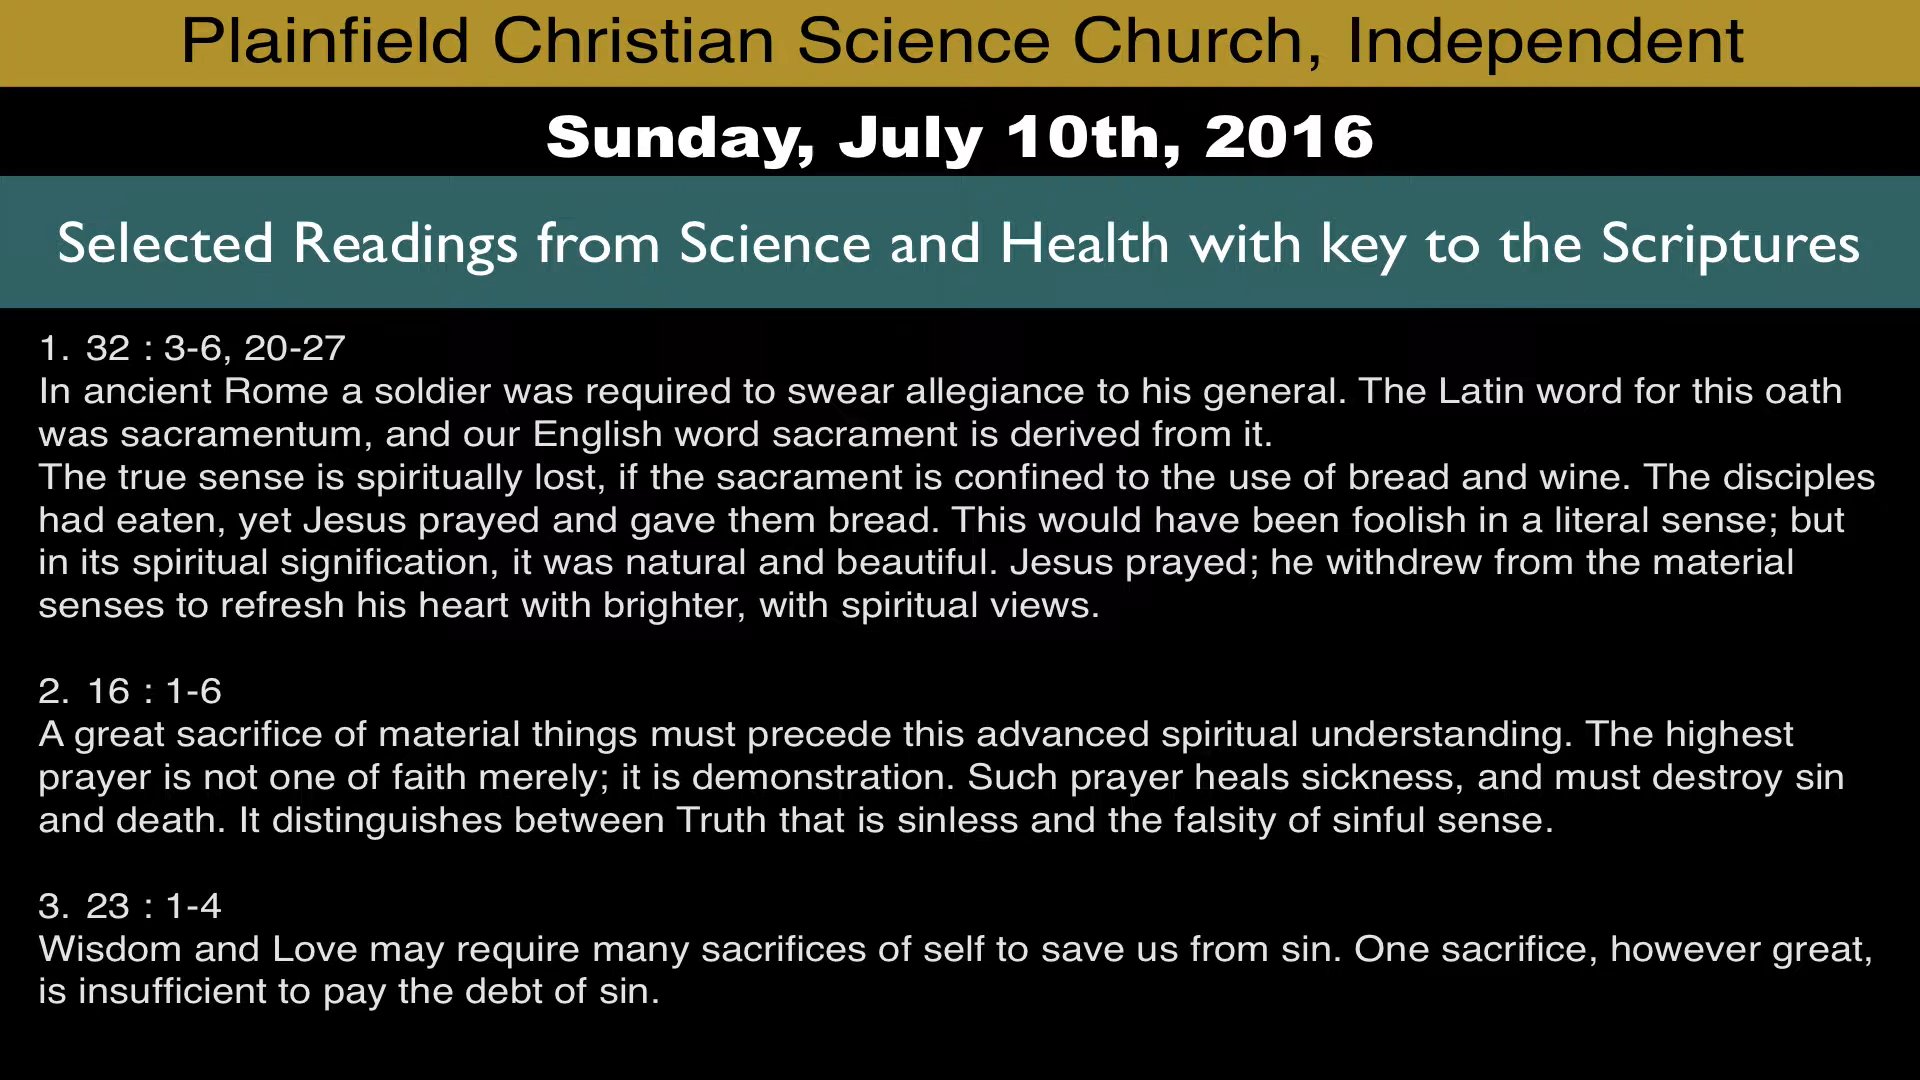 Plainfield Christian Science Church, Independent
Sunday, July 10th, 2016
Selected Readings from Science and Health with key to the Scriptures
1. 32 : 3-6, 20-27
In ancient Rome a soldier was required to swear allegiance to his general. The Latin word for this oath
was sacramentum, and our English word sacrament is derived from it.
The true sense is spiritually lost, if the sacrament is confined to the use of bread and wine. The disciples
had eaten, yet Jesus prayed and gave them bread. This would have been foolish in a literal sense; but
in its spiritual signification, it was natural and beautiful. Jesus prayed; he withdrew from the material
senses to refresh his heart with brighter, with spiritual views.
2. 16 : 1-6
A great sacrifice of material things must precede this advanced spiritual understanding. The highest
prayer is not one of faith merely; it is demonstration. Such prayer heals sickness, and must destroy sin
and death. It distinguishes between Truth that is sinless and the falsity of sinful sense.
3. 23 : 1-4
Wisdom and Love may require many sacrifices of self to save us from sin. One sacrifice, however great,
is insufficient to pay the debt of sin.